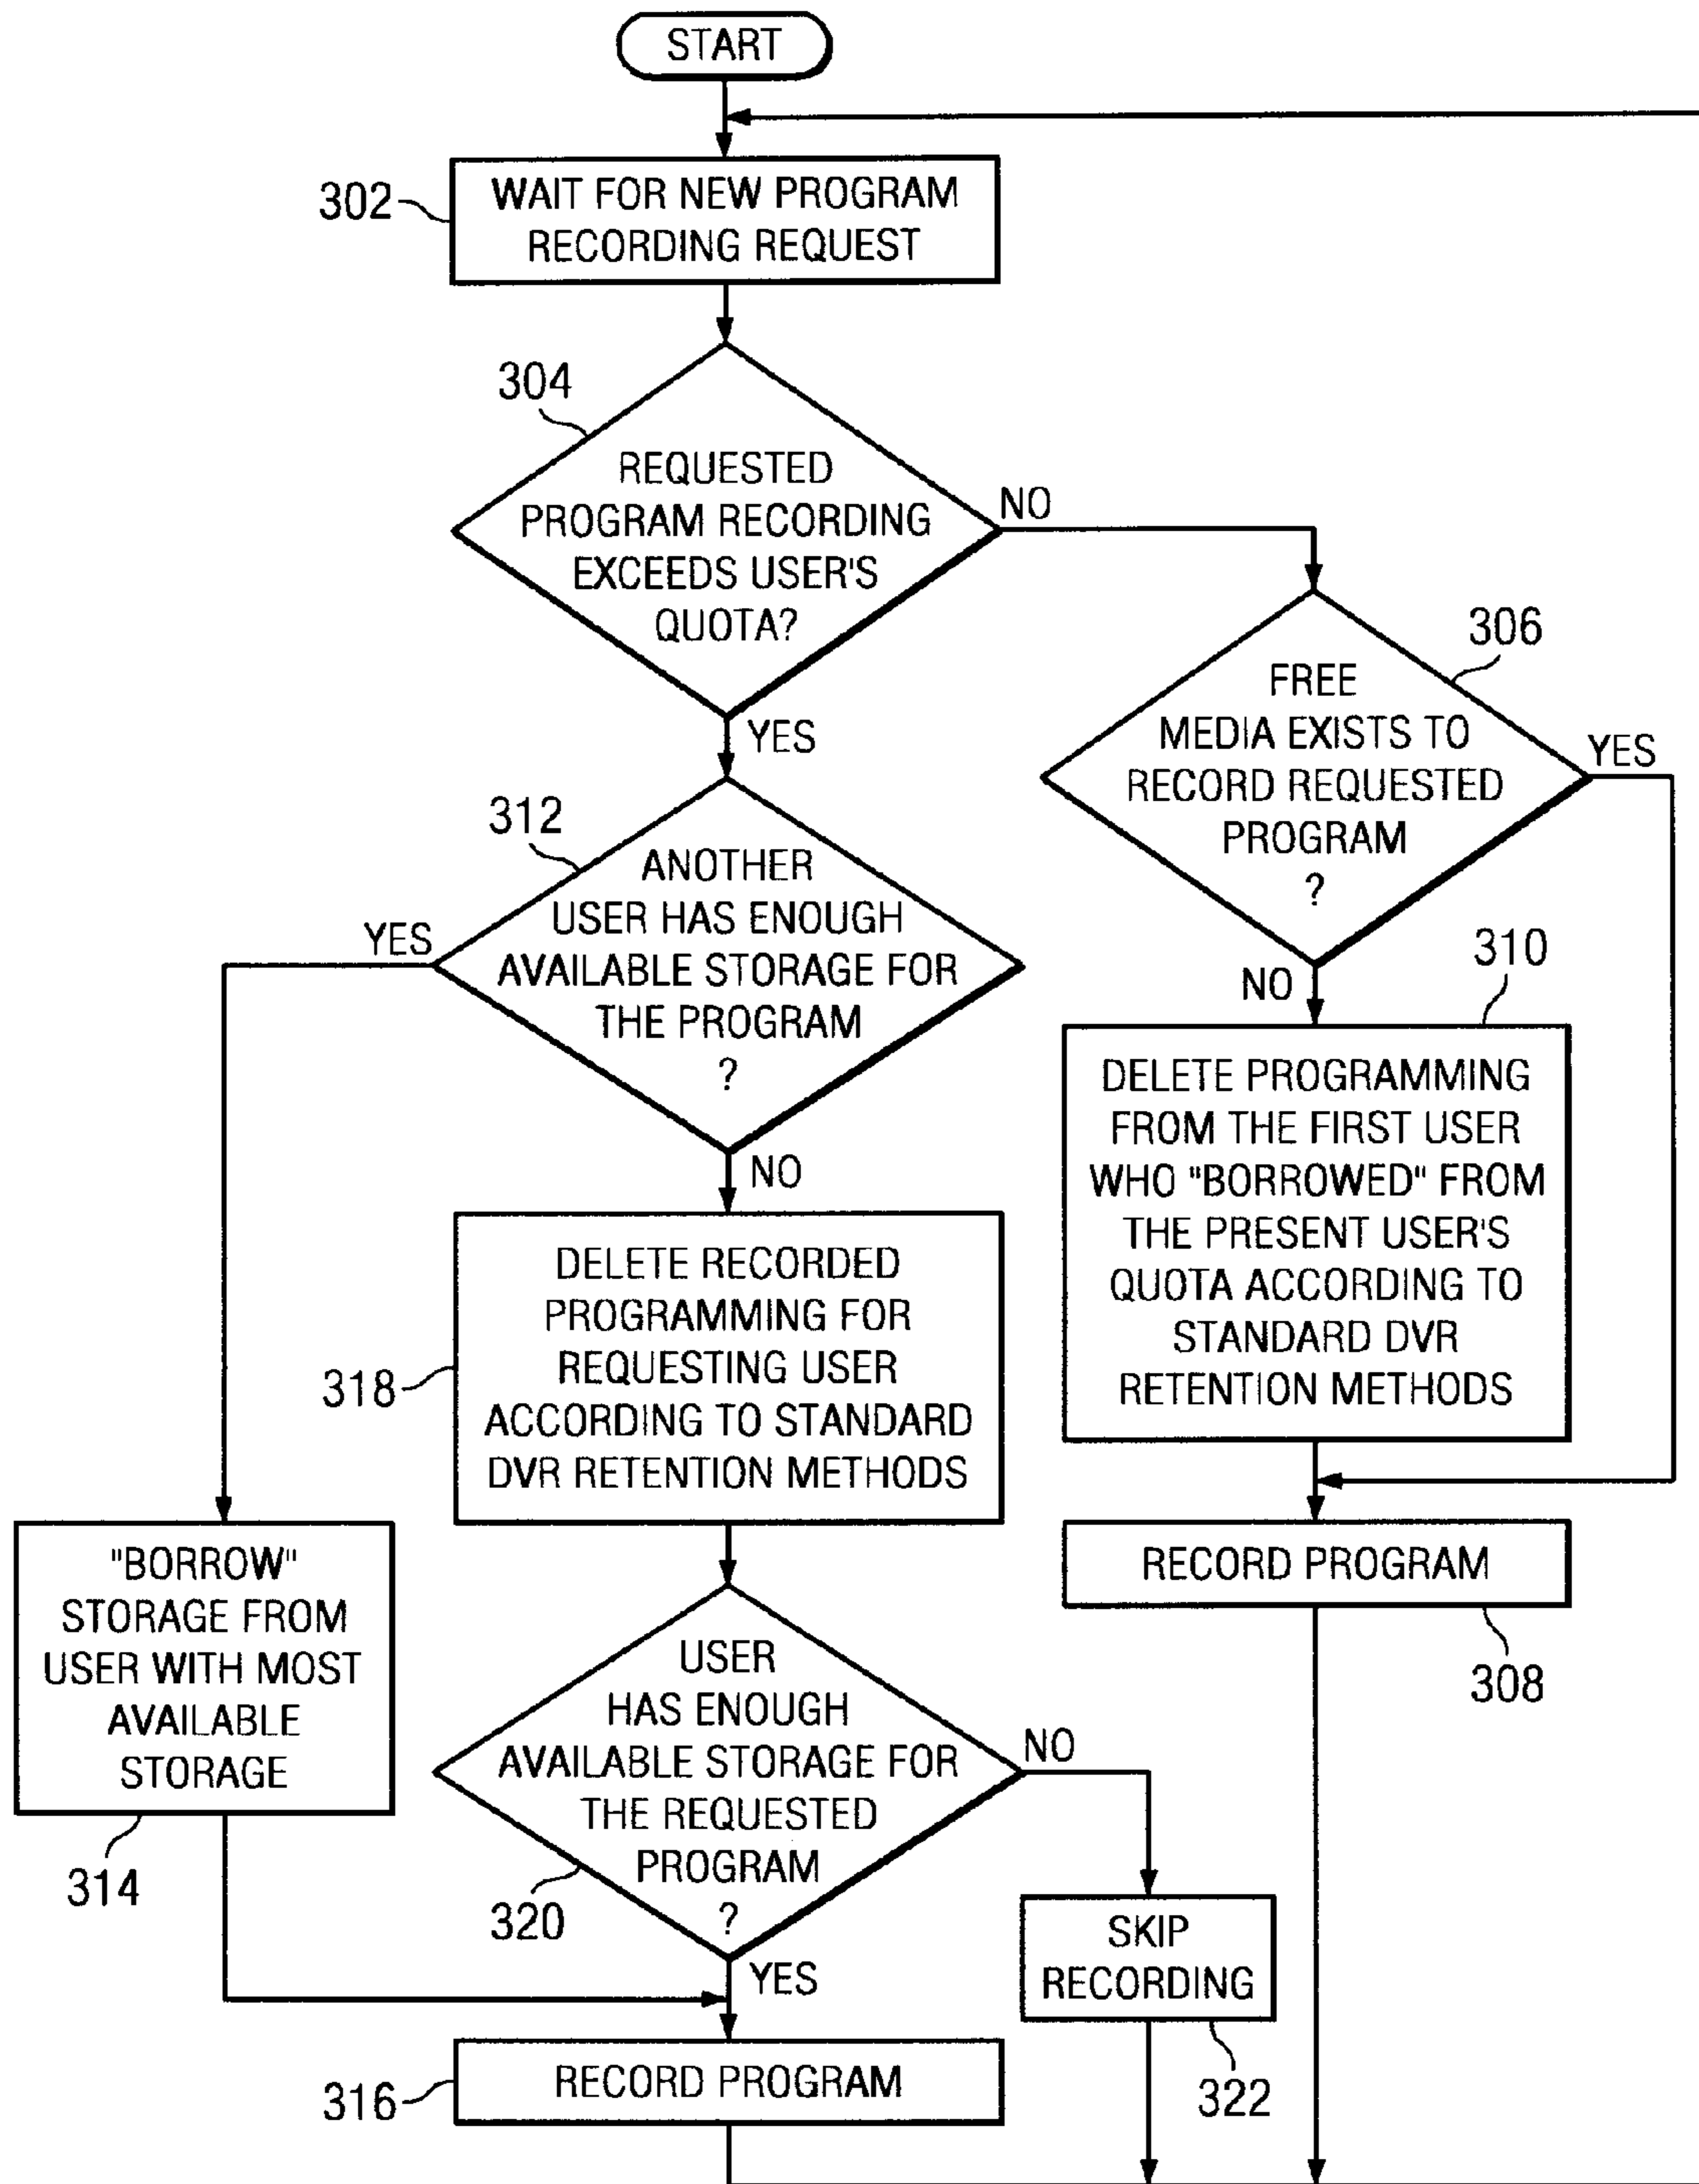 START
302
WAIT FOR NEW PROGRAM
RECORDING REQUEST
304
REQUESTED
PROGRAM RECORDING
EXCEEDS USER'S
QUOTA?
NO
YES
306
FREE
MEDIA EXISTS TO
RECORD REQUESTED
PROGRAM
?
YES
NO
312
ANOTHER
USER HAS ENOUGH
AVAILABLE STORAGE FOR
THE PROGRAM
?
YES
NO
310
DELETE PROGRAMMING
FROM THE FIRST USER
WHO "BORROWED" FROM
THE PRESENT USER'S
QUOTA ACCORDING TO
STANDARD DVR
RETENTION METHODS
318
DELETE RECORDED
PROGRAMMING FOR
REQUESTING USER
ACCORDING TO STANDARD
DVR RETENTION METHODS
"BORROW"
STORAGE FROM
USER WITH MOST
AVAILABLE
STORAGE
314
RECORD PROGRAM
308
USER
HAS ENOUGH
AVAILABLE STORAGE FOR
THE REQUESTED
PROGRAM
?
320
NO
YES
SKIP
RECORDING
322
316
RECORD PROGRAM